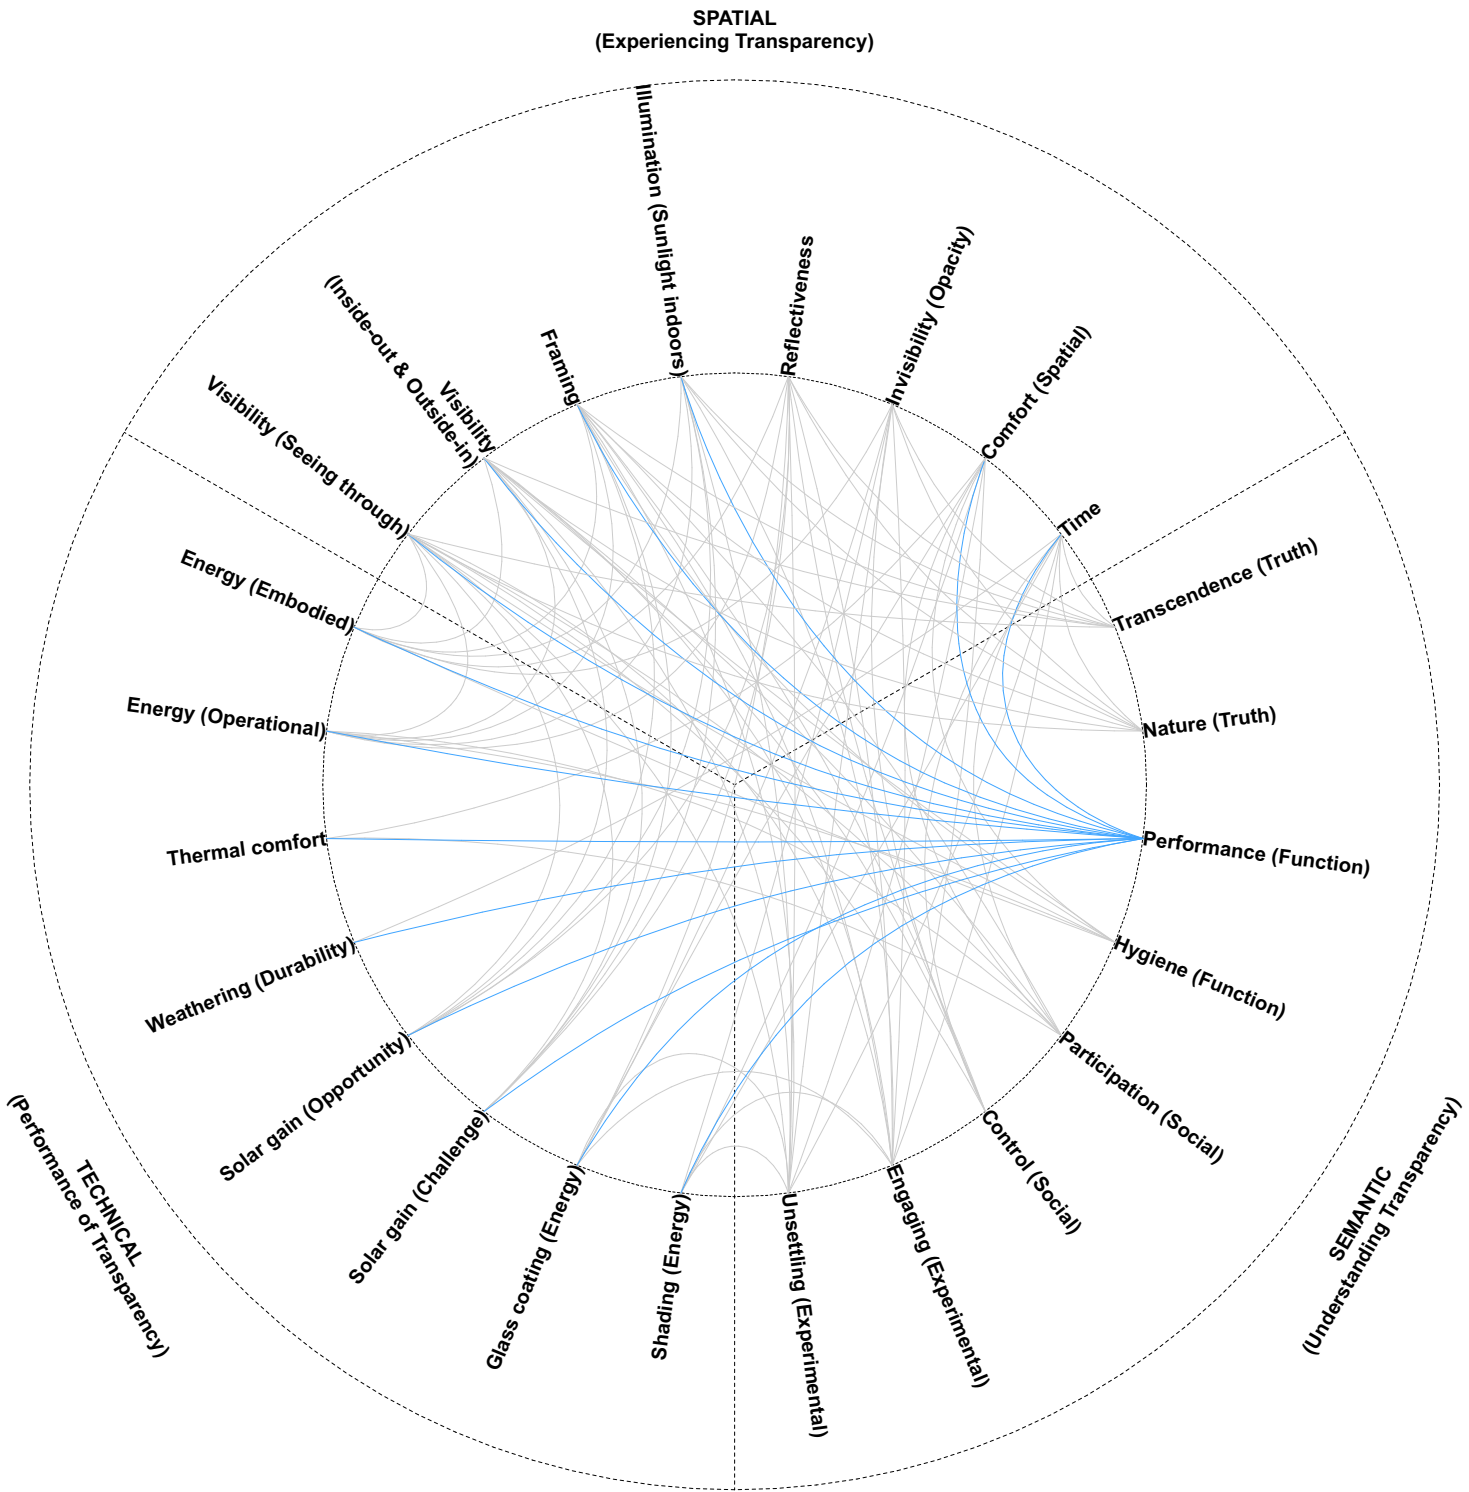 SPATIAL
(Experiencing Transparency)
Illumination (Sunlight indoors)
Reflectiveness
Invisibility (Opacity)
Comfort (Spatial)
Time
Transcendence (Truth)
Nature (Truth)
Performance (Function)
Hygiene (Function)
Participation (Social)
Control (Social)
Engaging (Experimental)
Unsettling (Experimental)
SEMANTIC
(Understanding Transparency)
Shading (Energy)
Glass coating (Energy)
Solar gain (Challenge)
Solar gain (Opportunity)
Weathering (Durability)
Thermal comfort
Energy (Operational)
Energy (Embodied)
TECHNICAL
(Performance of Transparency)
Visibility (Seeing through)
Visibility
(Inside-out & Outside-in)
Framing